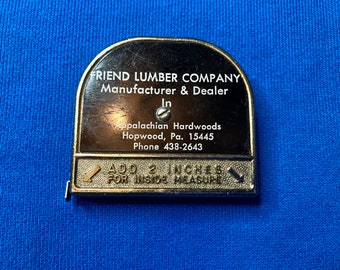 FRIEND LUMBER COMPANY
Manufacturer & Dealer
In
Appalachian Hardwoods
Hopwood, Pa. 15445
Phone 438-2643
ADD 2 INCHES
FOR INSIDE MEASURE